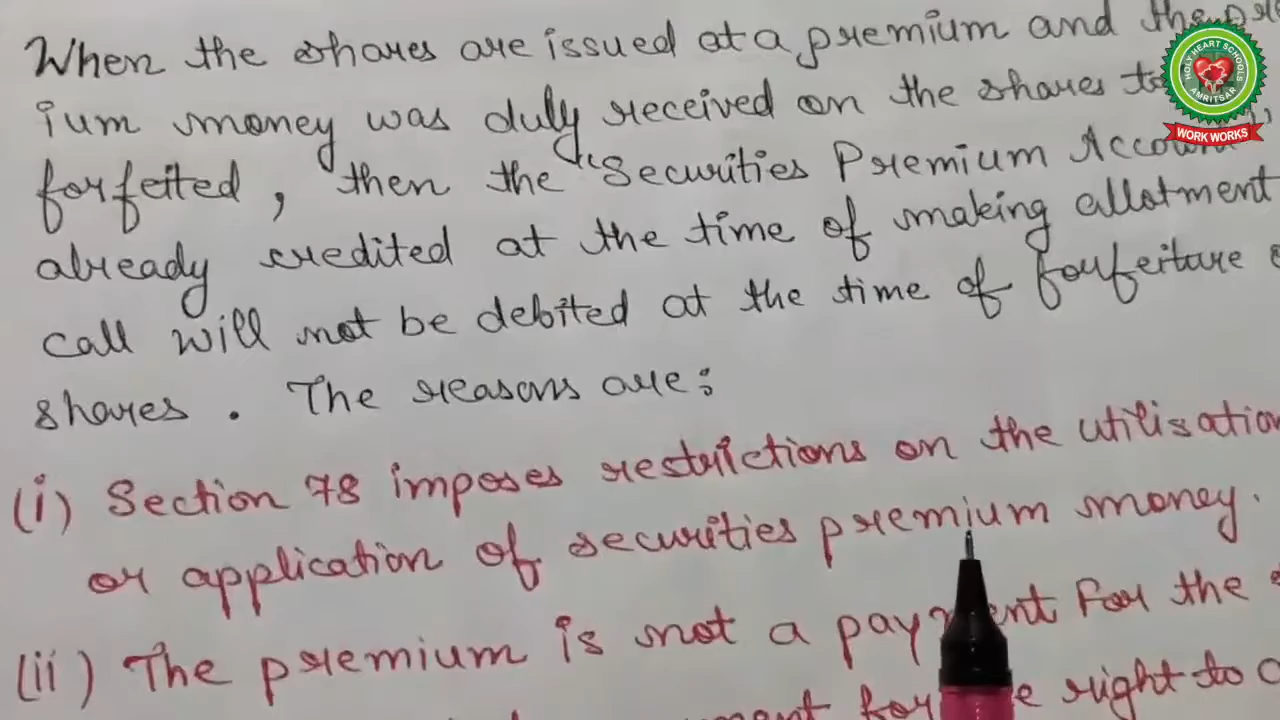 When the shares are issued at a premium and the pre
ium money was duly received on the shares to
forfeited, then the "Securities Premium Account"
already credited at the time of making allotment
call will not be debited at the time of forfeiture
shares. The reasons are:
(i) Section 78 imposes restrictions on the utilisation
or application of securities premium money.
(ii) The premium is not a payment for the
right to
HOLY HEART SCHOOLS
AMRITSAR
WORK WORKS